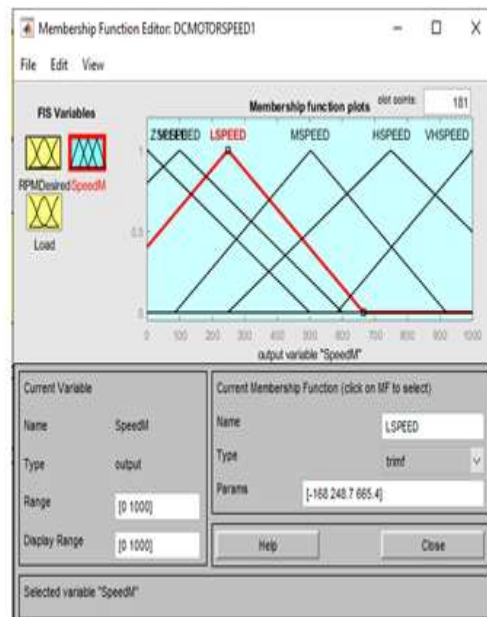 Membership Function Editor: DCMOTORSPEED1
File Edit View
FIS Variables
RPMDesired SpeedM
Load
Membership function plots plot points: 181
LSPEED MSPEED HSPEED VHSPEED
1
0.5
0
0 100 200 300 400 500 600 700 800 900 1000
output variable "SpeedM"
Current Variable
Name SpeedM
Type output
Range [0 1000]
Display Range [0 1000]
Current Membership Function (click on MF to select)
Name LSPEED
Type trimf
Params [-168 248.7 665.4]
Help Close
Selected variable "SpeedM"